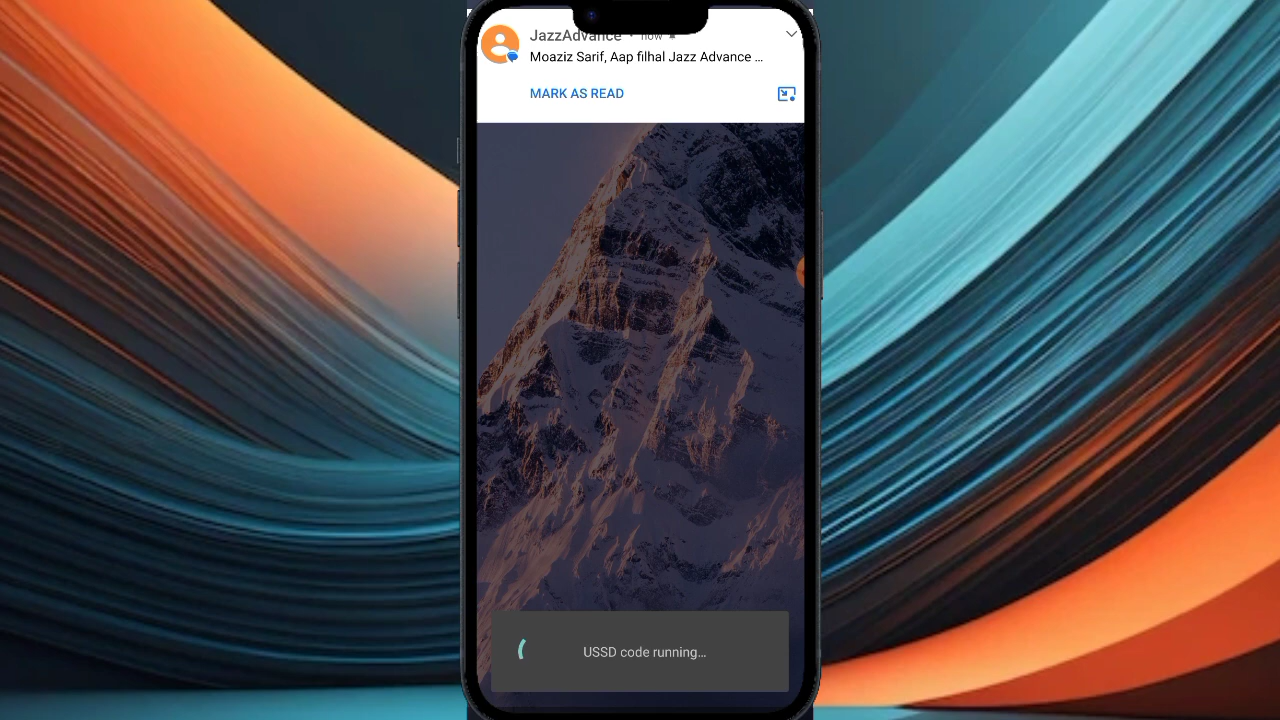 JazzAdvance • now
Moaziz Sarif, Aap filhal Jazz Advance ...
MARK AS READ
USSD code running...